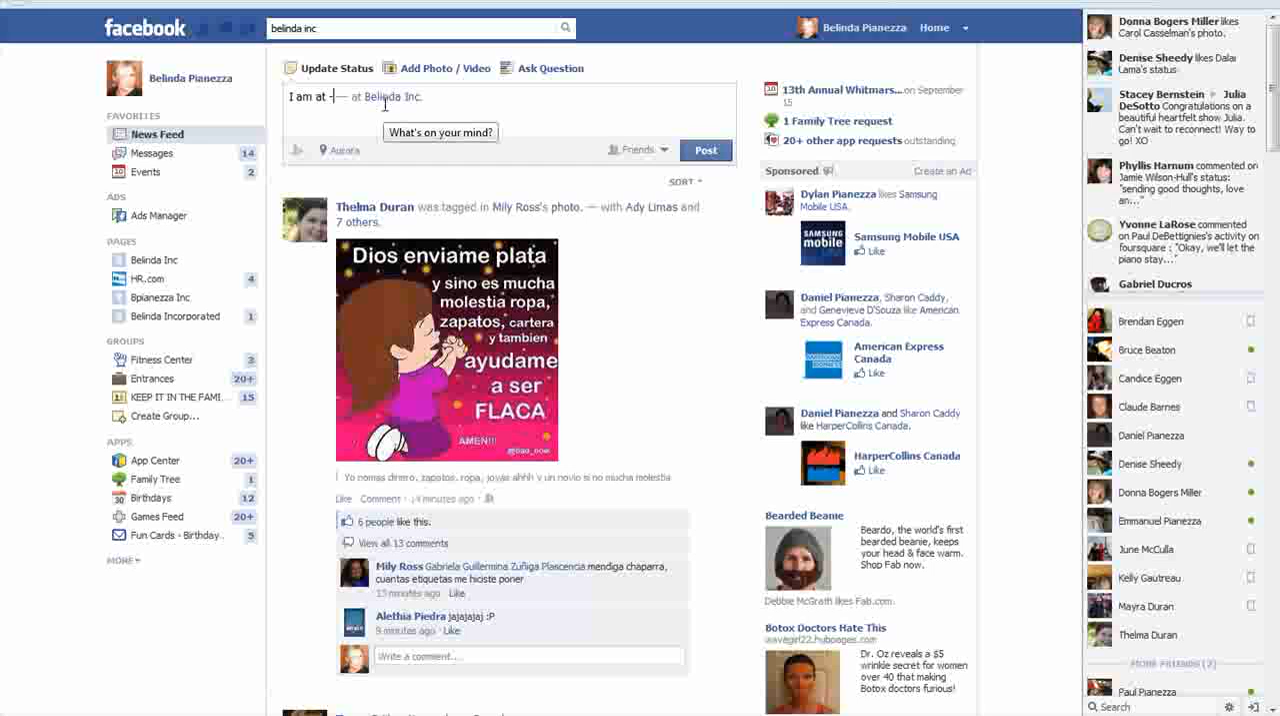 facebook
belinda inc
Belinda Pianezza
Home
Belinda Pianezza
FAVORITES
News Feed
Messages 14
Events 2
ADS
Ads Manager
PAGES
Belinda Inc
HR.com 4
Bpianezza Inc
Belinda Incorporated 1
GROUPS
Fitness Center 2
Entrances 20+
KEEP IT IN THE FAMI... 15
Create Group...
APPS
App Center 20+
Family Tree 1
Birthdays 12
Games Feed 20+
Fun Cards - Birthday.. 5
MORE
Update Status Add Photo / Video Ask Question
I am at -— at Belinda Inc.
What's on your mind?
Aurora
Friends
Post
SORT
Thelma Duran was tagged in Mily Ross's photo. — with Ady Limas and
7 others.
Dios enviame plata
y sino es mucha
molestia ropa,
zapatos, cartera
y tambien
ayudame
a ser
FLACA
AMEN!!!
Like Comment
6 people like this.
View all 13 comments
Mily Ross Gabriela Guillermina Zuñiga Plascencia mendiga chaparra,
cuantas etiquetas me hiciste poner
13 minutes ago · Like
Alethia Piedra jajajajaj :P
9 minutes ago · Like
Write a comment...
13th Annual Whitmars... on September
15
1 Family Tree request
20+ other app requests outstanding
Sponsored
Create an Ad
Dylan Pianezza likes Samsung
Mobile USA.
SAMSUNG
mobile
Samsung Mobile USA
Like
Daniel Pianezza, Sharon Caddy,
and Genevieve D'Souza like American
Express Canada.
American Express
Canada
Like
Daniel Pianezza and Sharon Caddy
like HarperCollins Canada.
HarperCollins Canada
Like
Bearded Beanie
Beardo, the world's first
bearded beanie, keeps
your head & face warm.
Shop Fab now.
Debbie McGrath likes Fab.com.
Botox Doctors Hate This
wavegirl22.hubpages.com
Dr. Oz reveals a $5
wrinkle secret for women
over 40 that making
Botox doctors furious!
Donna Bogers Miller likes
Carol Casselman's photo.
Denise Sheedy likes Dalai
Lama's status.
Stacey Bernstein Julia
DeSotto Congratulations on
a beautiful show Julia.
Can't wait to reconnect! Way to
go! XO
Phyllis Harnum commented on
Jamie Wilson-Hull's status:
"sending good thoughts, love
an..."
Yvonne LaRose commented
on Paul DeBettignies's activity on
foursquare : "Okay, we'll let the
piano stay..."
Gabriel Ducros
Brendan Eggen
Bruce Beaton
Candice Eggen
Claude Barnes
Daniel Pianezza
Denise Sheedy
Donna Bogers Miller
Emmanuel Pianezza
June McCulla
Kelly Gautreau
Mayra Duran
Thelma Duran
MORE FRIENDS (2)
Paul Pianezza
Search